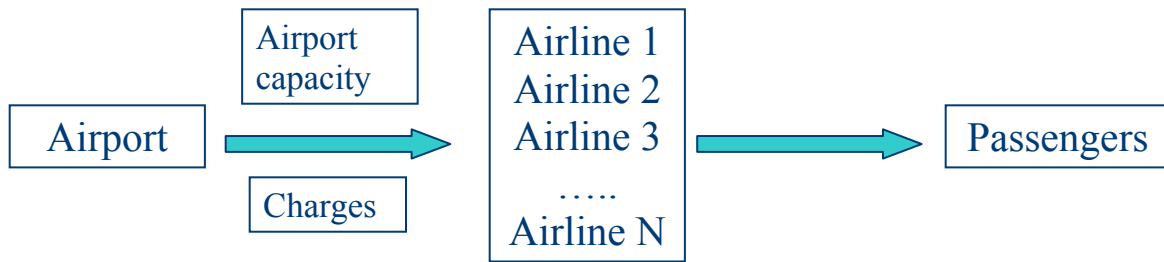 Airport
Airport
capacity
Charges
Airline 1
Airline 2
Airline 3
…..
Airline N
Passengers